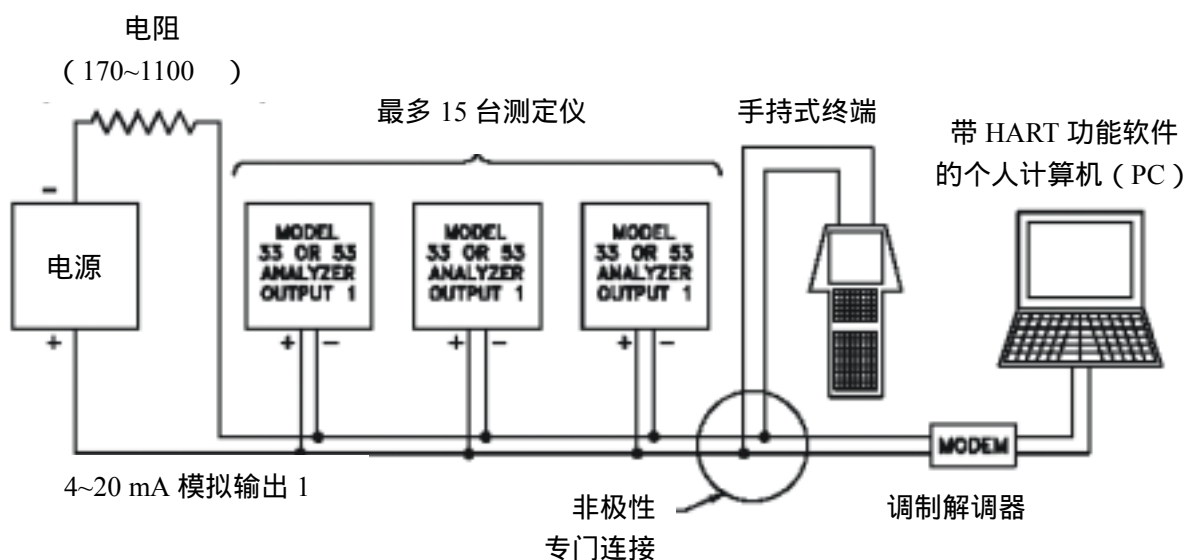 电阻
（170~1100 ）
最多 15 台测定仪
手持式终端
带 HART 功能软件
的个人计算机（PC）
-
电源
+
MODEL
33 OR 53
ANALYZER
OUTPUT 1
+ -
MODEL
33 OR 53
ANALYZER
OUTPUT 1
+ -
MODEL
33 OR 53
ANALYZER
OUTPUT 1
+ -
MODEM
4~20 mA 模拟输出 1
非极性
专门连接
调制解调器